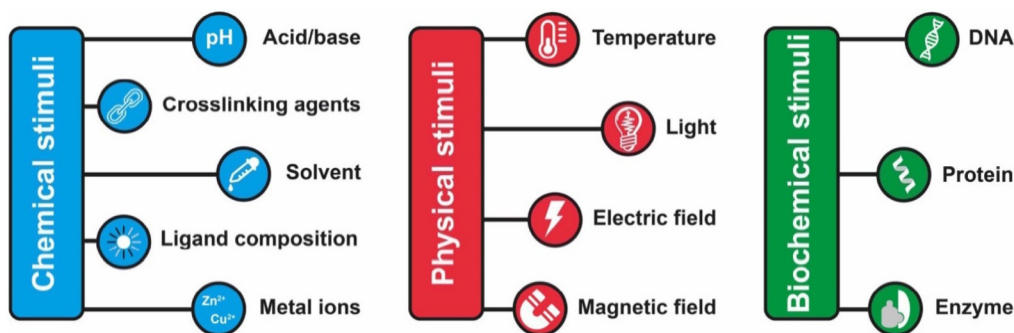 Chemical stimuli
pH
Acid/base
Crosslinking agents
Solvent
Ligand composition
Zn²⁺
Cu²⁺
Metal ions
Physical stimuli
Temperature
Light
Electric field
Magnetic field
Biochemical stimuli
DNA
Protein
Enzyme